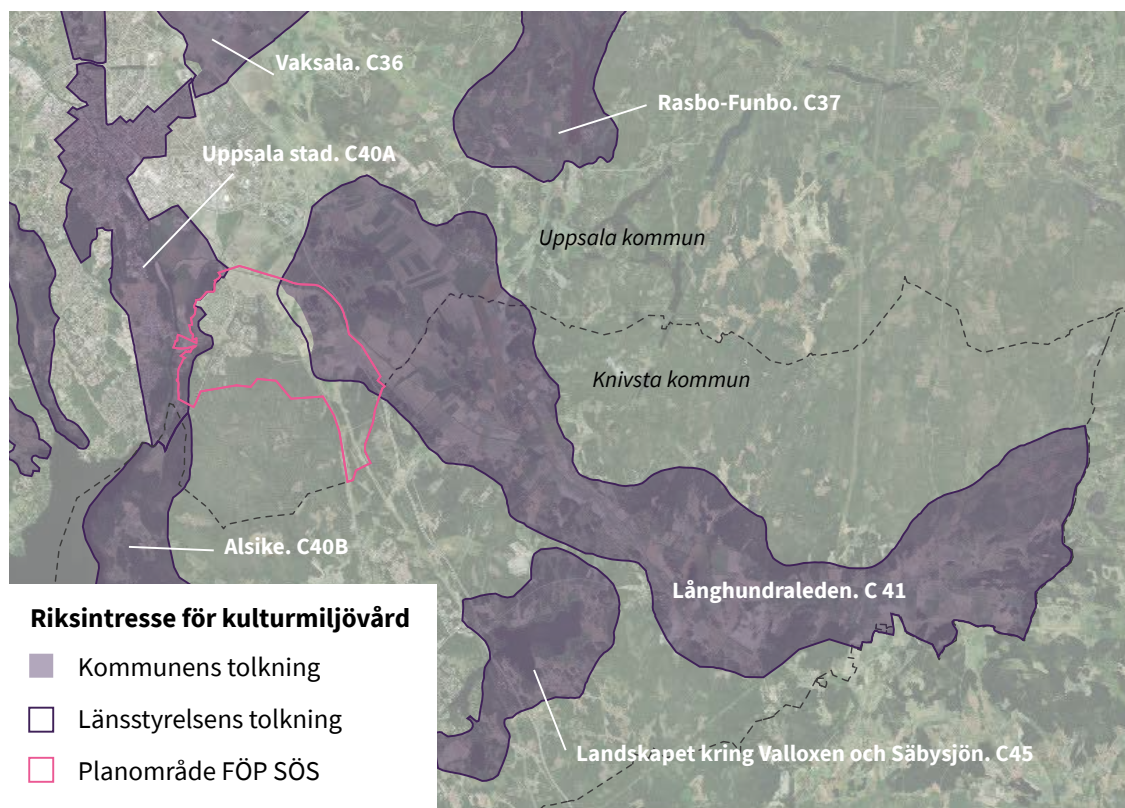 Vaksala. C36
Rasbo-Funbo. C37
Uppsala stad. C40A
Uppsala kommun
Knivsta kommun
Alsike. C40B
Långhundraleden. C 41
Landskapet kring Valloxen och Säbysjön. C45
Riksintresse för kulturmiljövård
Kommunens tolkning
Länsstyrelsens tolkning
Planområde FÖP SÖS